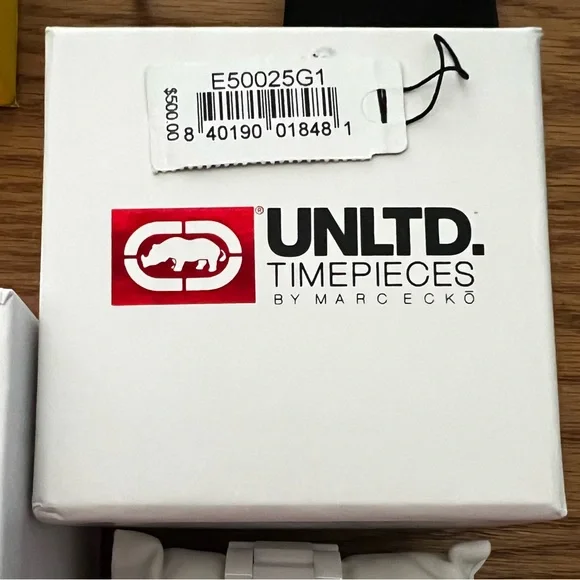 E50025G1
$500.00
8 40190 01848 1
® UNLTD.
TIMEPIECES
BY MARC ECKŌ